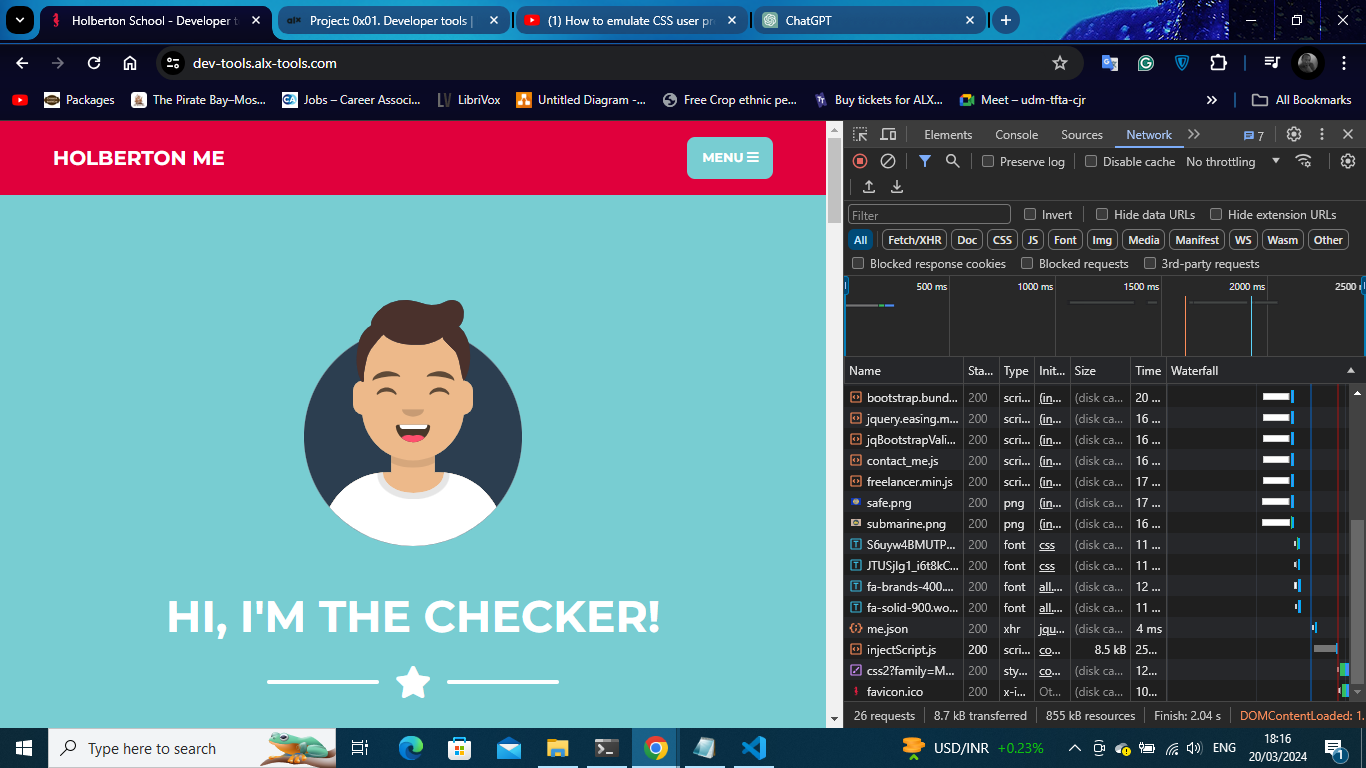 Holberton School - Developer t
Project: 0x01. Developer tools |
(1) How to emulate CSS user pr
ChatGPT
dev-tools.alx-tools.com
Packages
The Pirate Bay–Mos...
Jobs – Career Associ...
LibriVox
Untitled Diagram -...
Free Crop ethnic pe...
Buy tickets for ALX...
Meet – udm-tfta-cjr
All Bookmarks
HOLBERTON ME
MENU
HI, I'M THE CHECKER!
Elements
Console
Sources
Network
7
Preserve log
Disable cache
No throttling
Filter
Invert
Hide data URLs
Hide extension URLs
All
Fetch/XHR
Doc
CSS
JS
Font
Img
Media
Manifest
WS
Wasm
Other
Blocked response cookies
Blocked requests
3rd-party requests
500 ms
1000 ms
1500 ms
2000 ms
2500
Name Sta... Type Init... Size Time Waterfall
bootstrap.bund... 200 scri... (in... (disk ca... 20 ...
jquery.easing.m... 200 scri... (in... (disk ca... 16 ...
jqBootstrapVali... 200 scri... (in... (disk ca... 16 ...
contact_me.js 200 scri... (in... (disk ca... 16 ...
freelancer.min.js 200 scri... (in... (disk ca... 17 ...
safe.png 200 png (in... (disk ca... 17 ...
submarine.png 200 png (in... (disk ca... 16 ...
S6uyw4BMUTP... 200 font css (disk ca... 11 ...
JTUSjIg1_i6t8kC... 200 font css (disk ca... 11 ...
fa-brands-400.... 200 font all.... (disk ca... 12 ...
fa-solid-900.wo... 200 font all.... (disk ca... 11 ...
me.json 200 xhr jqu... (disk ca... 4 ms
injectScript.js 200 scri... co... 8.5 kB 25...
css2?family=M... 200 sty... co... (disk ca... 12...
favicon.ico 200 x-i... Ot... (disk ca... 10...
26 requests
8.7 kB transferred
855 kB resources
Finish: 2.04 s
DOMContentLoaded: 1.
Type here to search
USD/INR +0.23%
ENG
18:16
20/03/2024
1